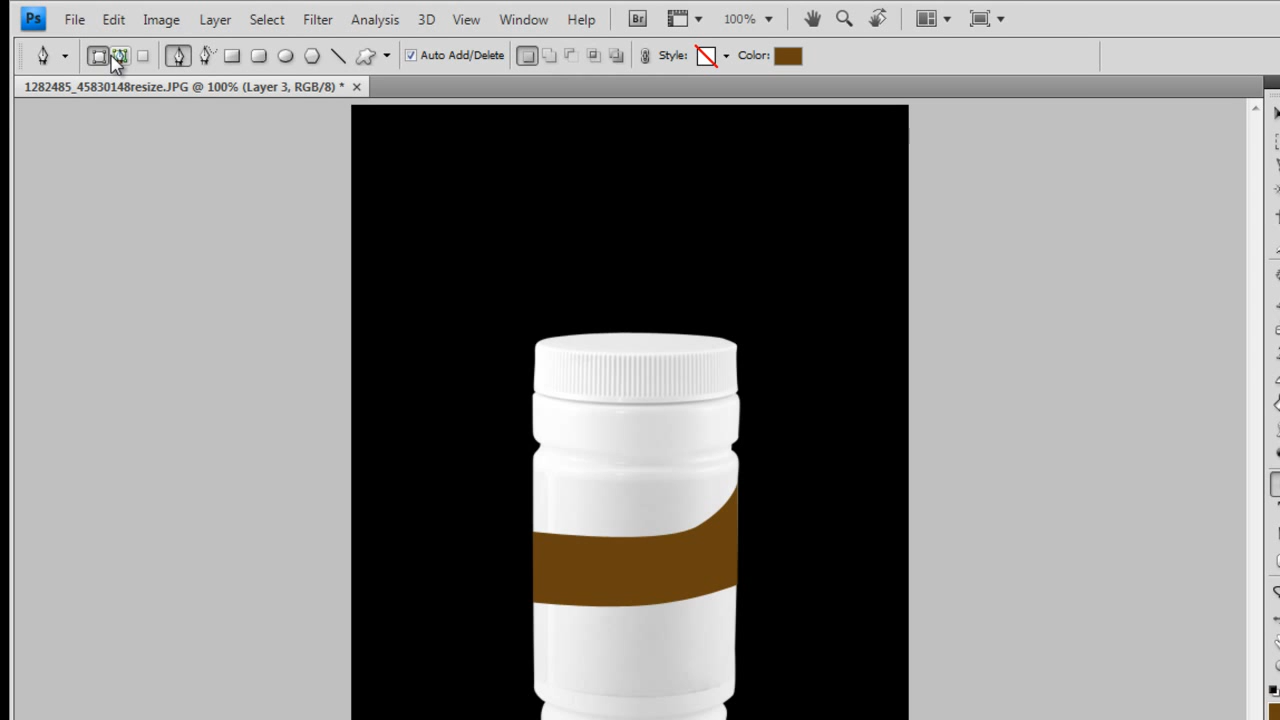 Ps File Edit Image Layer Select Filter Analysis 3D View Window Help Br 100%
Auto Add/Delete Style: Color:
1282485_45830148resize.JPG @ 100% (Layer 3, RGB/8) * ×